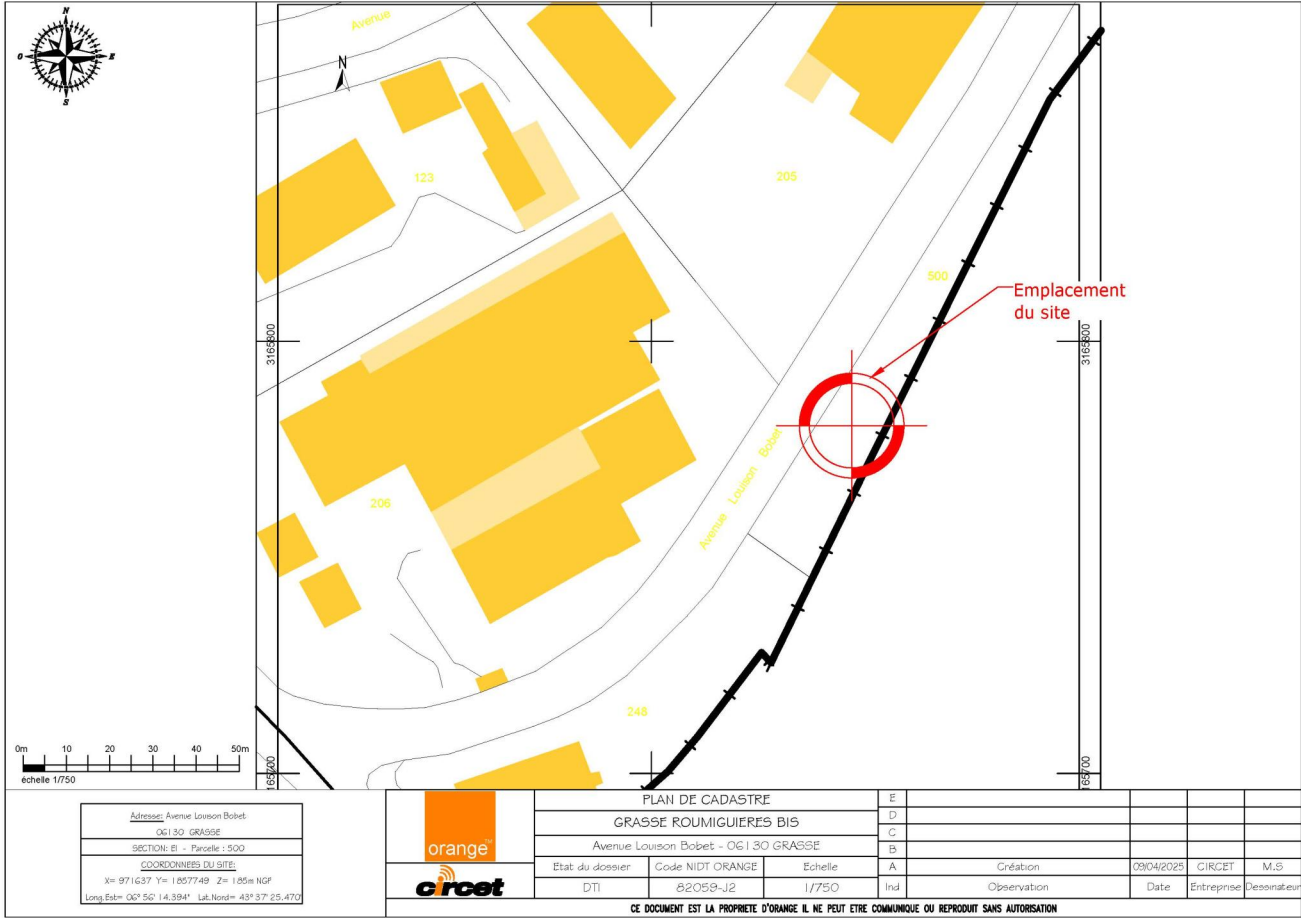 N
O
E
S
Avenue
N
123
205
500
Emplacement
du site
3165800
3165800
Avenue Louison Bobet
206
248
165700
165700
0m 10 20 30 40 50m
échelle 1/750
Adresse: Avenue Louison Bobet
06130 GRASSE
SECTION: EI - Parcelle : 500
COORDONNEES DU SITE:
X= 971637 Y= 1857749 Z= 185m NGF
Long.Est= 06° 56' 14.394" Lat.Nord= 43° 37' 25.470"
orange™
circet
PLAN DE CADASTRE
GRASSE ROUMIGUIERES BIS
Avenue Louison Bobet - 06130 GRASSE
Etat du dossier Code NIDT ORANGE Echelle
DTI 82059-J2 1/750
E
D
C
B
A Création 09/04/2025 CIRCET M.S
Ind Observation Date Entreprise Dessinateur
CE DOCUMENT EST LA PROPRIETE D'ORANGE IL NE PEUT ETRE COMMUNIQUE OU REPRODUIT SANS AUTORISATION